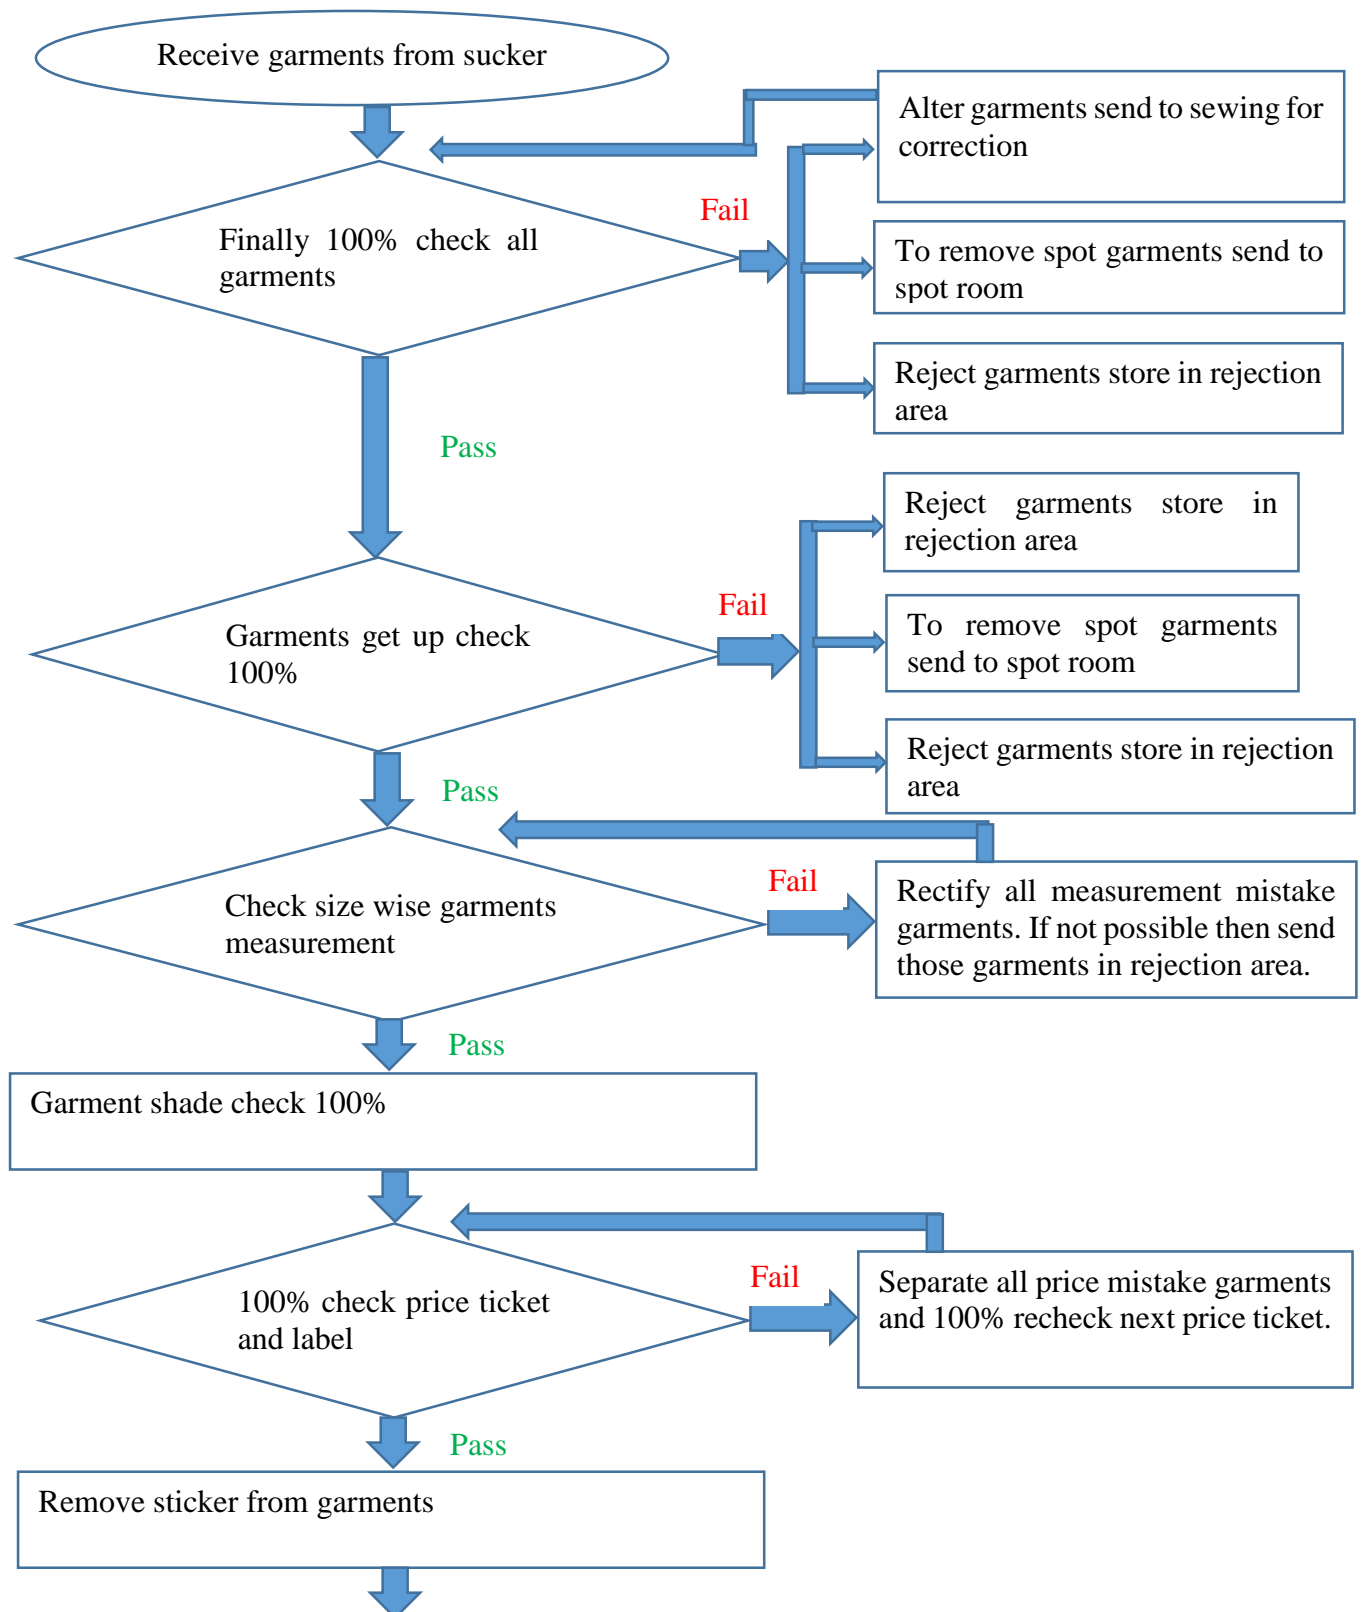 Receive garments from sucker
Alter garments send to sewing for
correction
Fail
Finally 100% check all
garments
To remove spot garments send to
spot room
Reject garments store in rejection
area
Pass
Reject garments store in
rejection area
Fail
Garments get up check
100%
To remove spot garments
send to spot room
Reject garments store in rejection
area
Pass
Fail
Check size wise garments
measurement
Rectify all measurement mistake
garments. If not possible then send
those garments in rejection area.
Pass
Garment shade check 100%
Fail
100% check price ticket
and label
Separate all price mistake garments
and 100% recheck next price ticket.
Pass
Remove sticker from garments